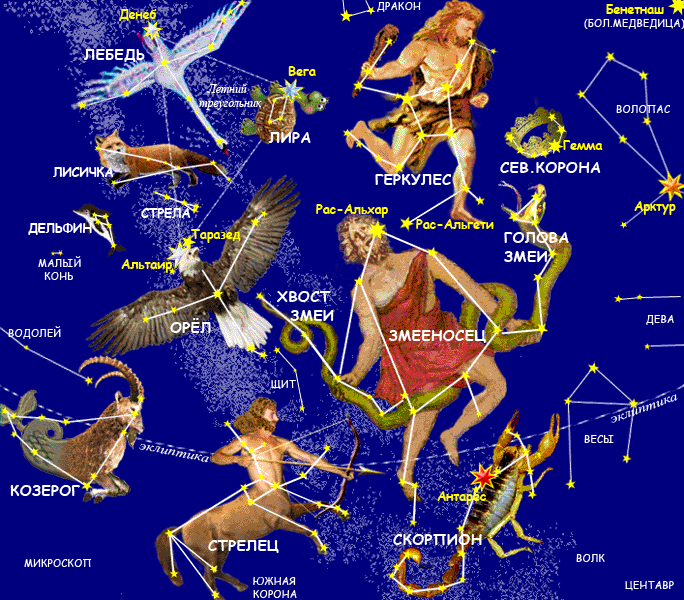 Денеб
ДРАКОН
Бенетнаш
(БОЛ.МЕДВЕДИЦА)
ЛЕБЕДЬ
Вега
Летний
треугольник
ВОЛОПАС
ЛИРА
Гемма
ЛИСИЧКА
ГЕРКУЛЕС
СЕВ.КОРОНА
СТРЕЛА
Рас-Альхаг
Рас-Альгети
Арктур
ДЕЛЬФИН
Таразед
ГОЛОВА
ЗМЕИ
МАЛЫЙ
КОНЬ
Альтаир
ХВОСТ
ЗМЕИ
ВОДОЛЕЙ
ОРЁЛ
ЗМЕЕНОСЕЦ
ДЕВА
ЩИТ
эклиптика
ВЕСЫ
эклиптика
КОЗЕРОГ
Антарес
СТРЕЛЕЦ
СКОРПИОН
МИКРОСКОП
ВОЛК
ЮЖНАЯ
КОРОНА
ЦЕНТАВР